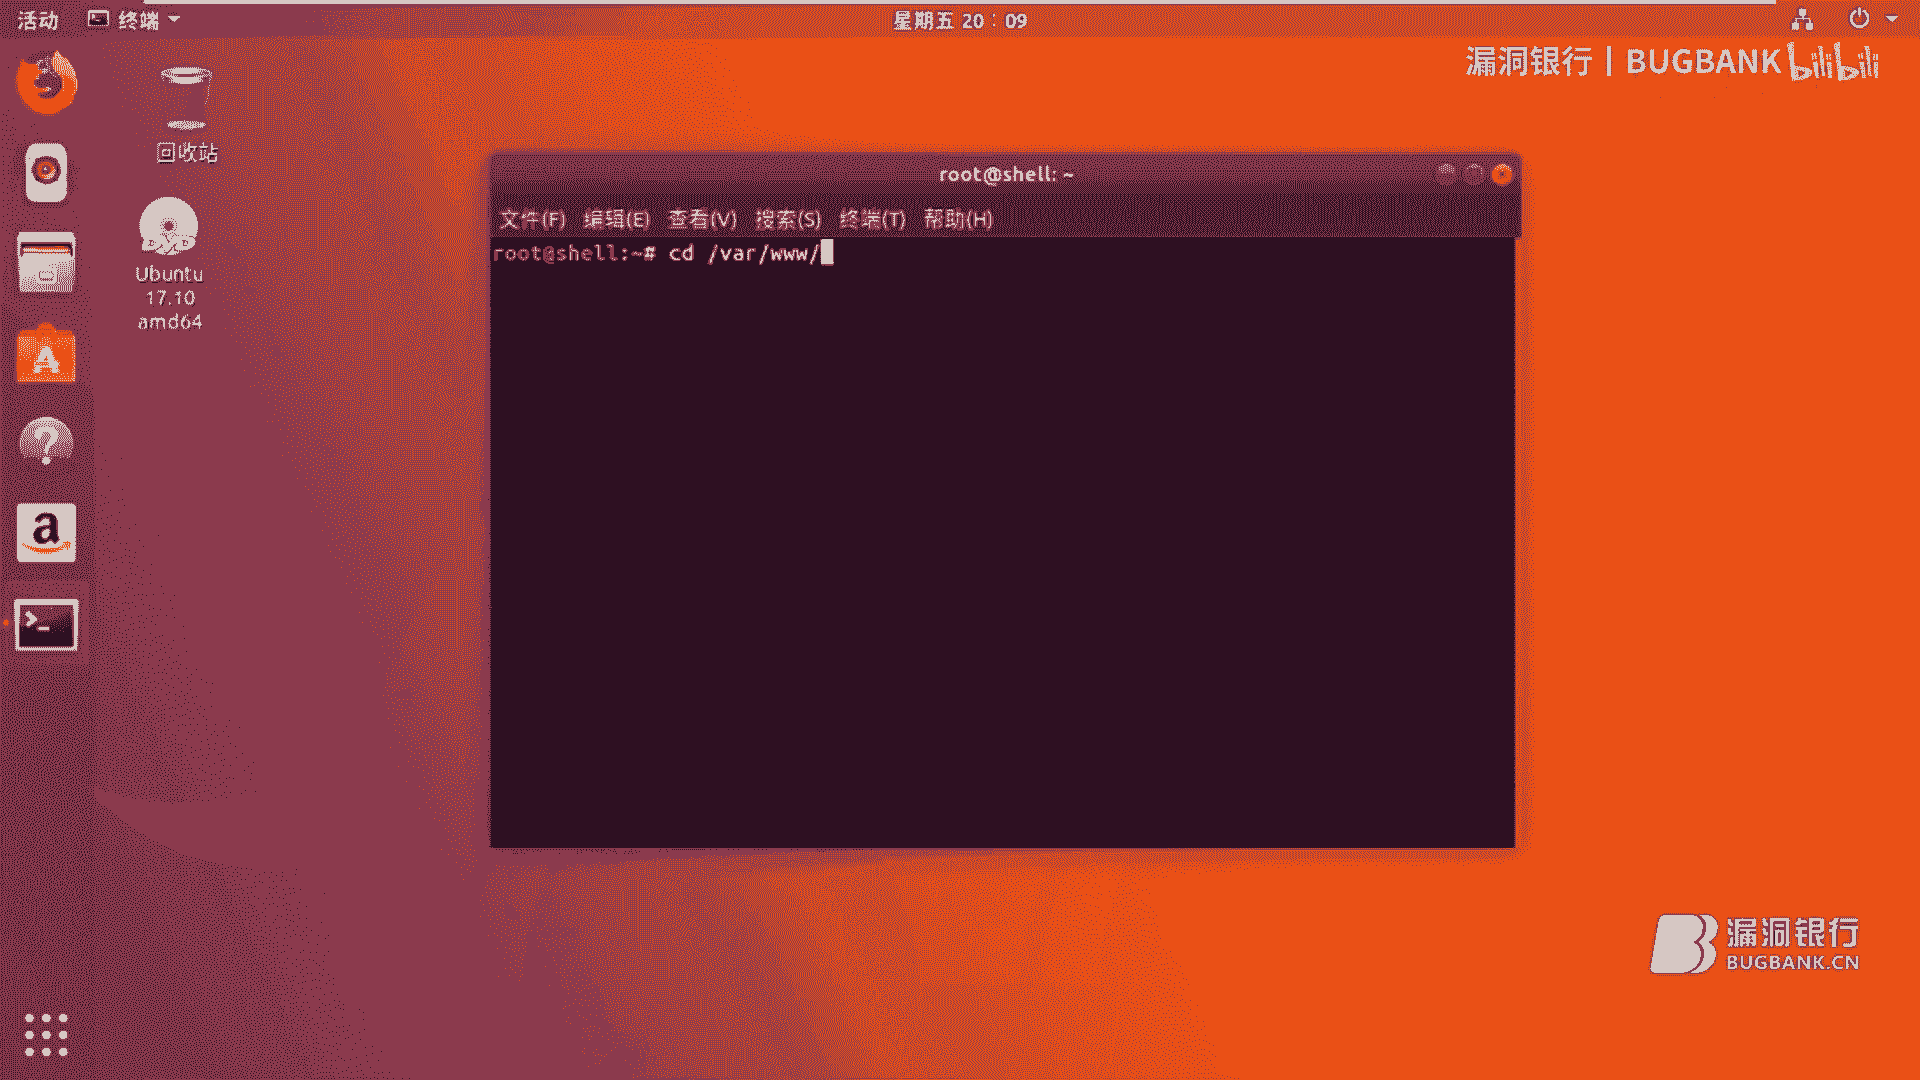 活动 终端 星期五 20：09
漏洞银行 | BUGBANK bilibili
回收站
DVD
Ubuntu
17.10
amd64
root@shell: ~
文件(F) 编辑(E) 查看(V) 搜索(S) 终端(T) 帮助(H)
root@shell:~# cd /var/www/
漏洞银行
BUGBANK.CN